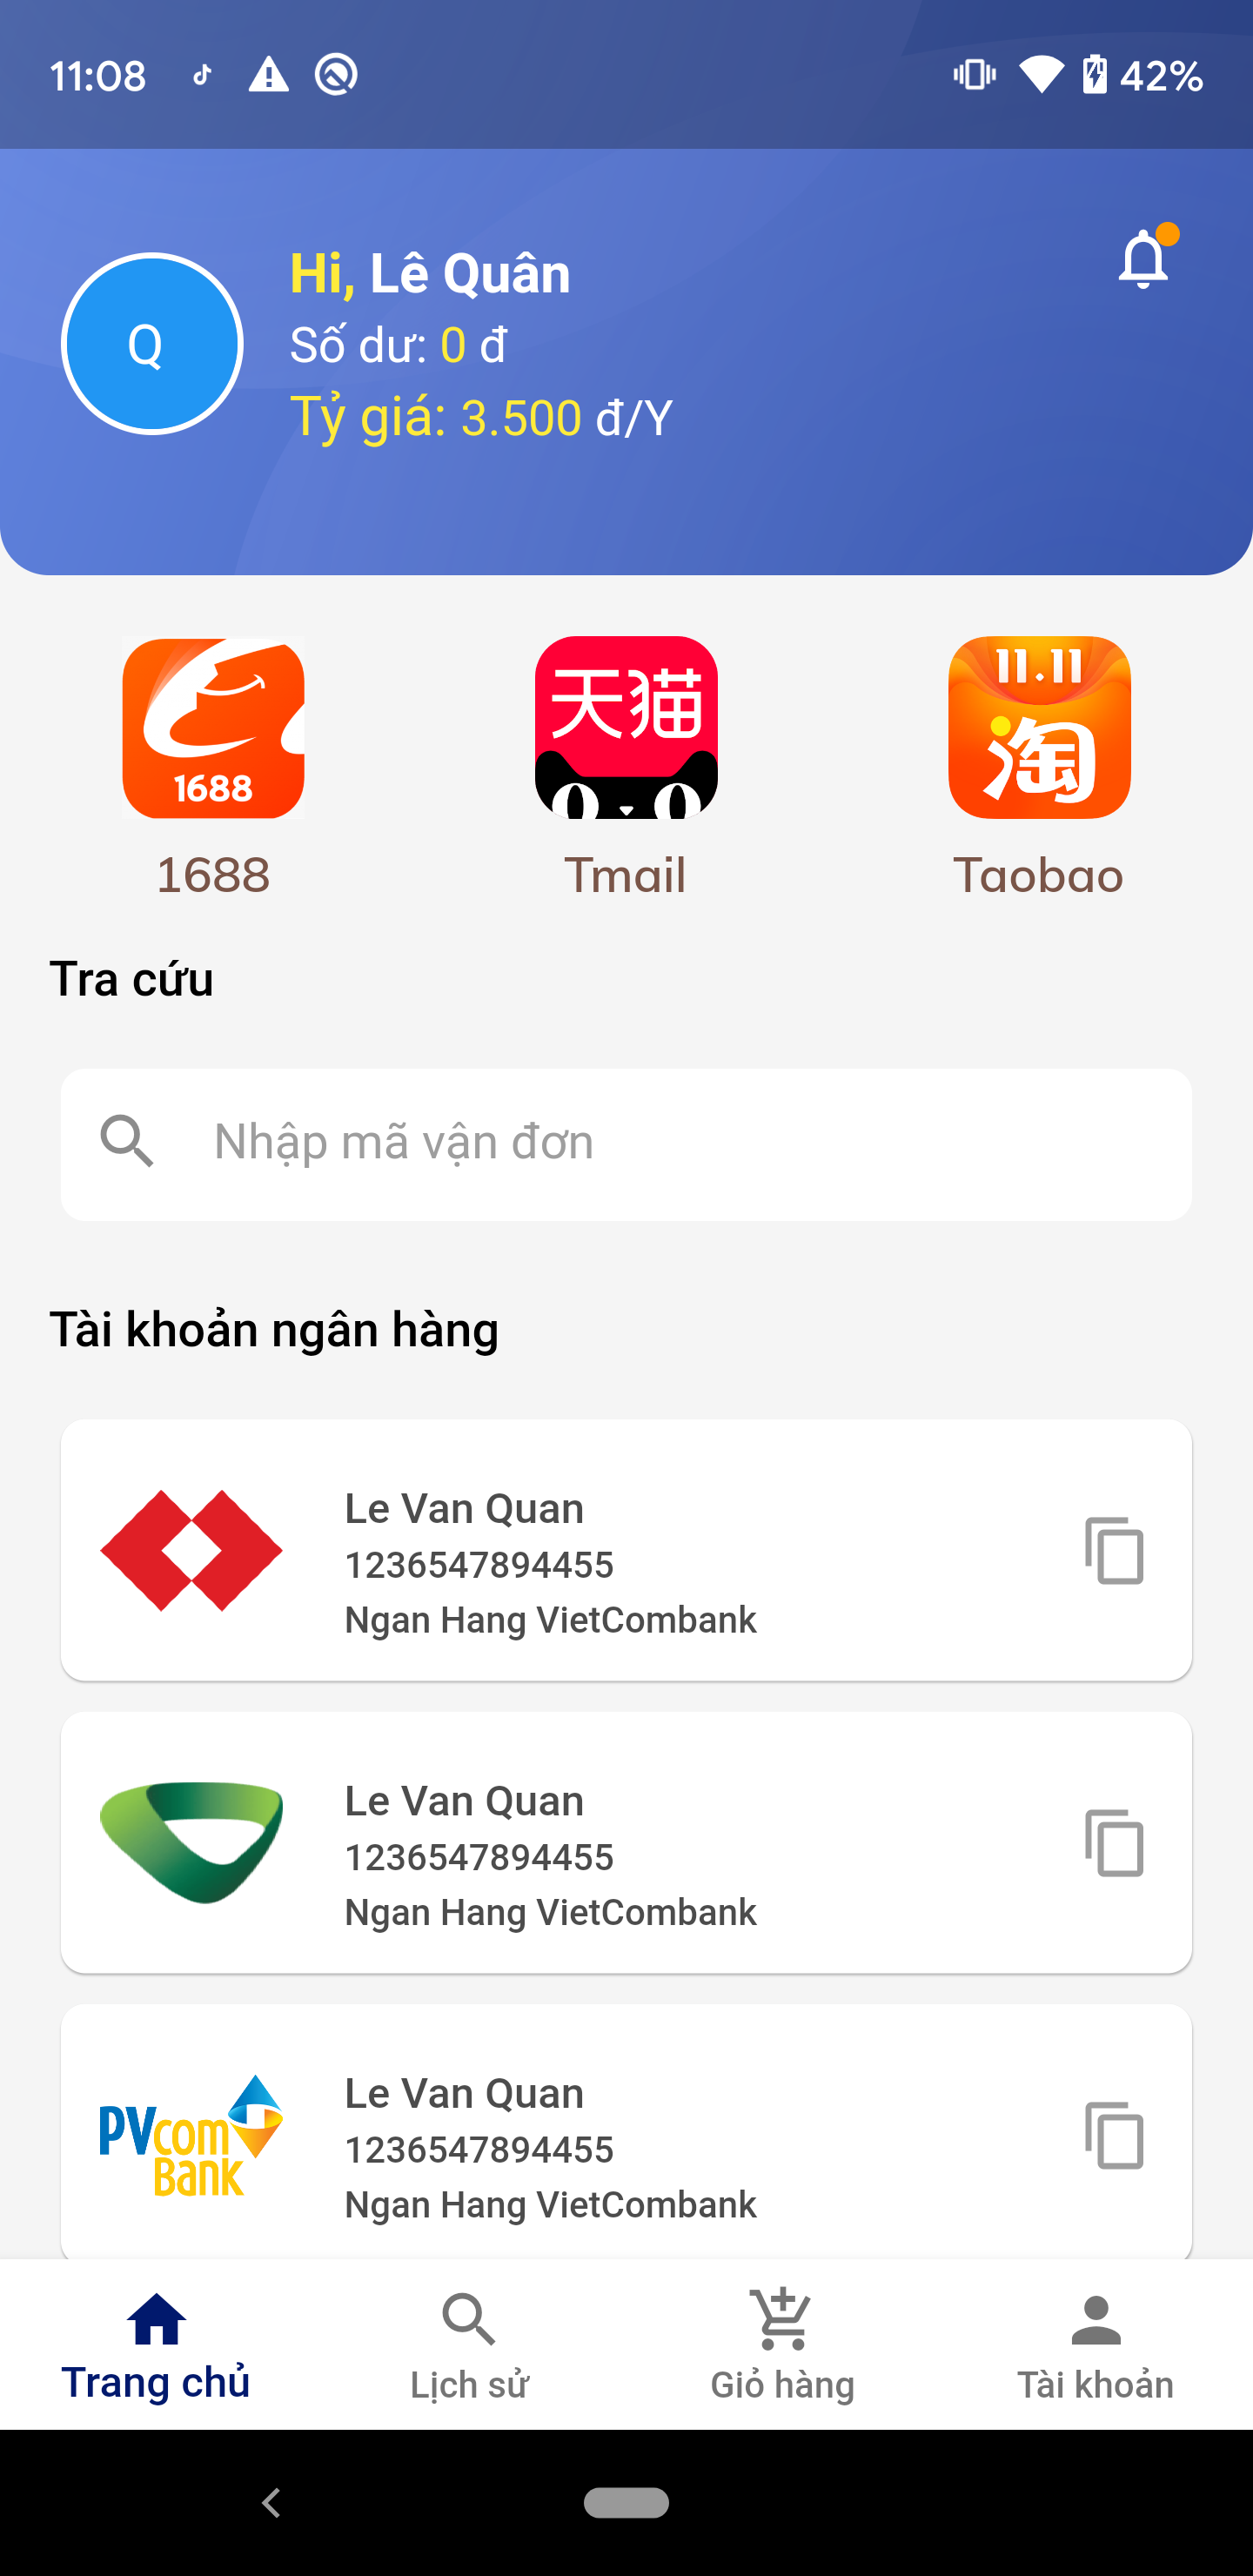 11:08
42%
Hi, Lê Quân
Q
Số dư: 0 đ
Tỷ giá: 3.500 đ/Y
1688
天猫
11.11
淘
1688
Tmail
Taobao
Tra cứu
Nhập mã vận đơn
Tài khoản ngân hàng
Le Van Quan
1236547894455
Ngan Hang VietCombank
Le Van Quan
1236547894455
Ngan Hang VietCombank
PVcom
Bank
Le Van Quan
1236547894455
Ngan Hang VietCombank
Trang chủ
Lịch sử
Giỏ hàng
Tài khoản